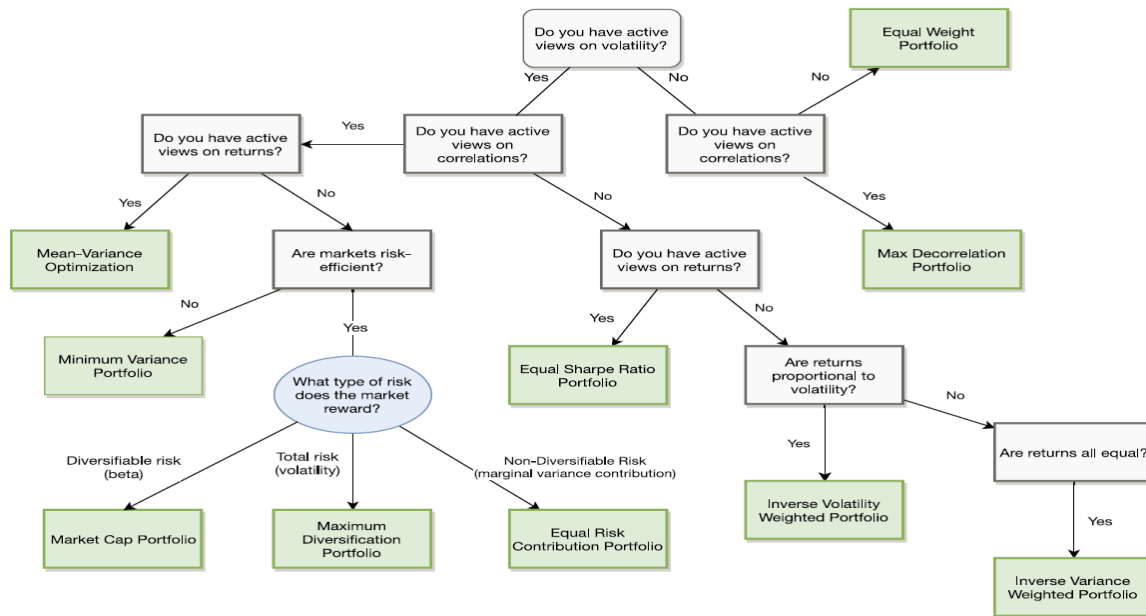 Do you have active
views on volatility?
Equal Weight
Portfolio
Yes
No
No
Do you have active
views on returns?
Yes
Do you have active
views on
correlations?
Do you have active
views on
correlations?
Yes
No
No
Yes
Mean-Variance
Optimization
Are markets risk-
efficient?
Do you have active
views on returns?
Max Decorrelation
Portfolio
No
Yes
Yes
No
Minimum Variance
Portfolio
What type of risk
does the market
reward?
Equal Sharpe Ratio
Portfolio
Are returns
proportional to
volatility?
No
Diversifiable risk
(beta)
Total risk
(volatility)
Non-Diversifiable Risk
(marginal variance contribution)
Yes
Are returns all equal?
Market Cap Portfolio
Maximum
Diversification
Portfolio
Equal Risk
Contribution Portfolio
Inverse Volatility
Weighted Portfolio
Yes
Inverse Variance
Weighted Portfolio